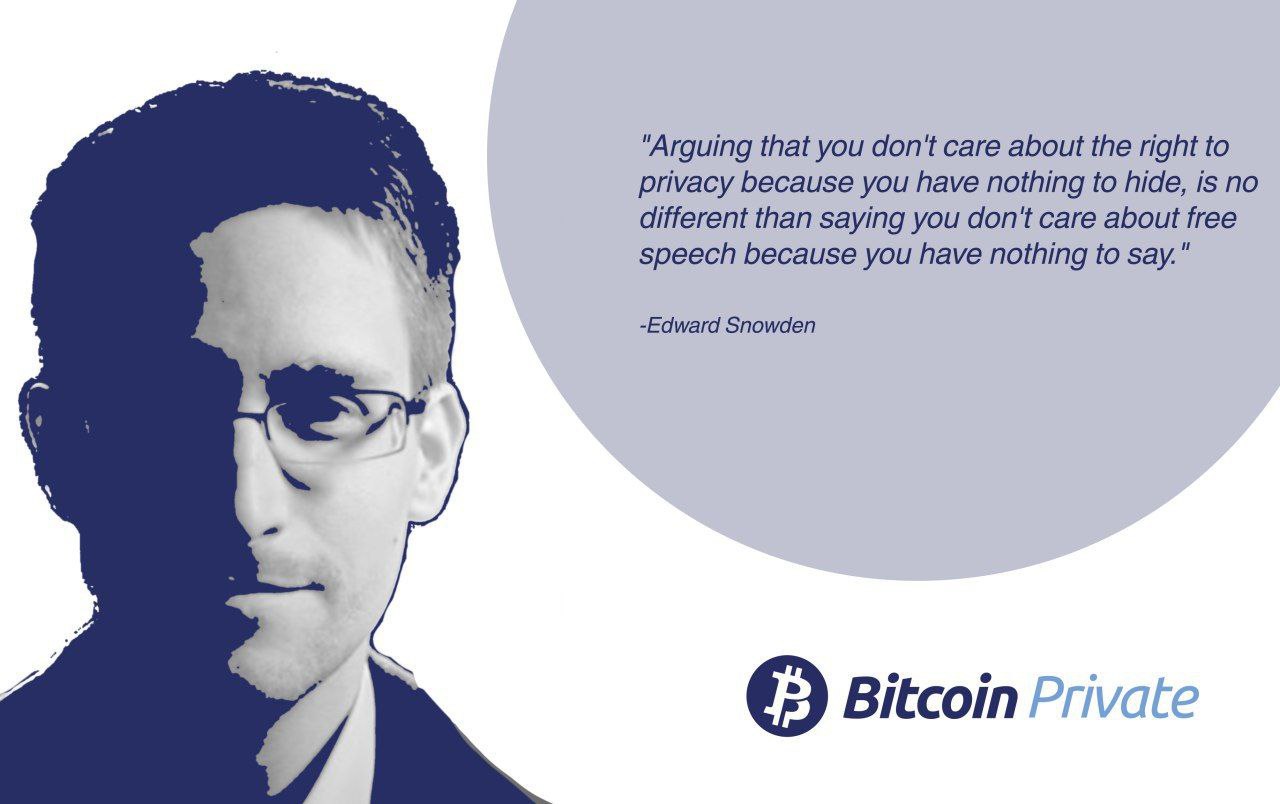 "Arguing that you don't care about the right to
privacy because you have nothing to hide, is no
different than saying you don't care about free
speech because you have nothing to say."
-Edward Snowden
Bitcoin Private